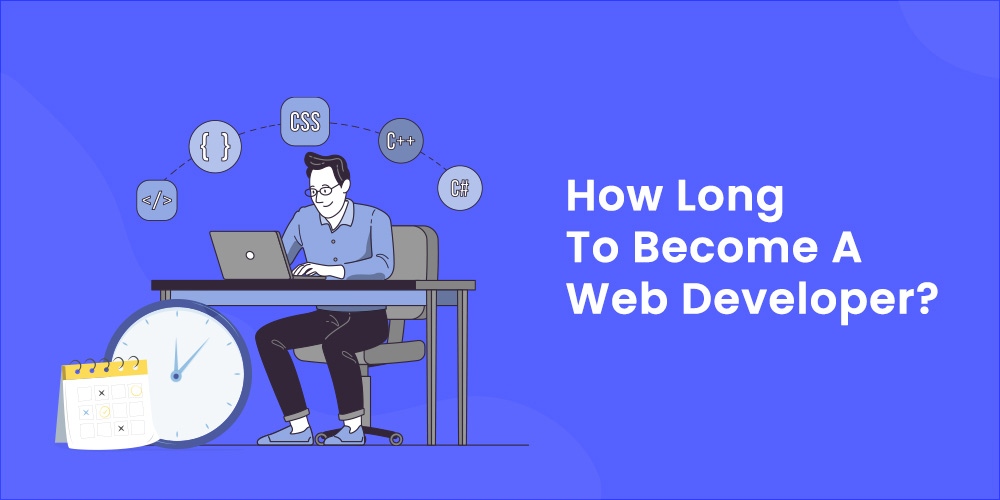 CSS
{ }
C++
</>
C#
How Long
To Become A
Web Developer?